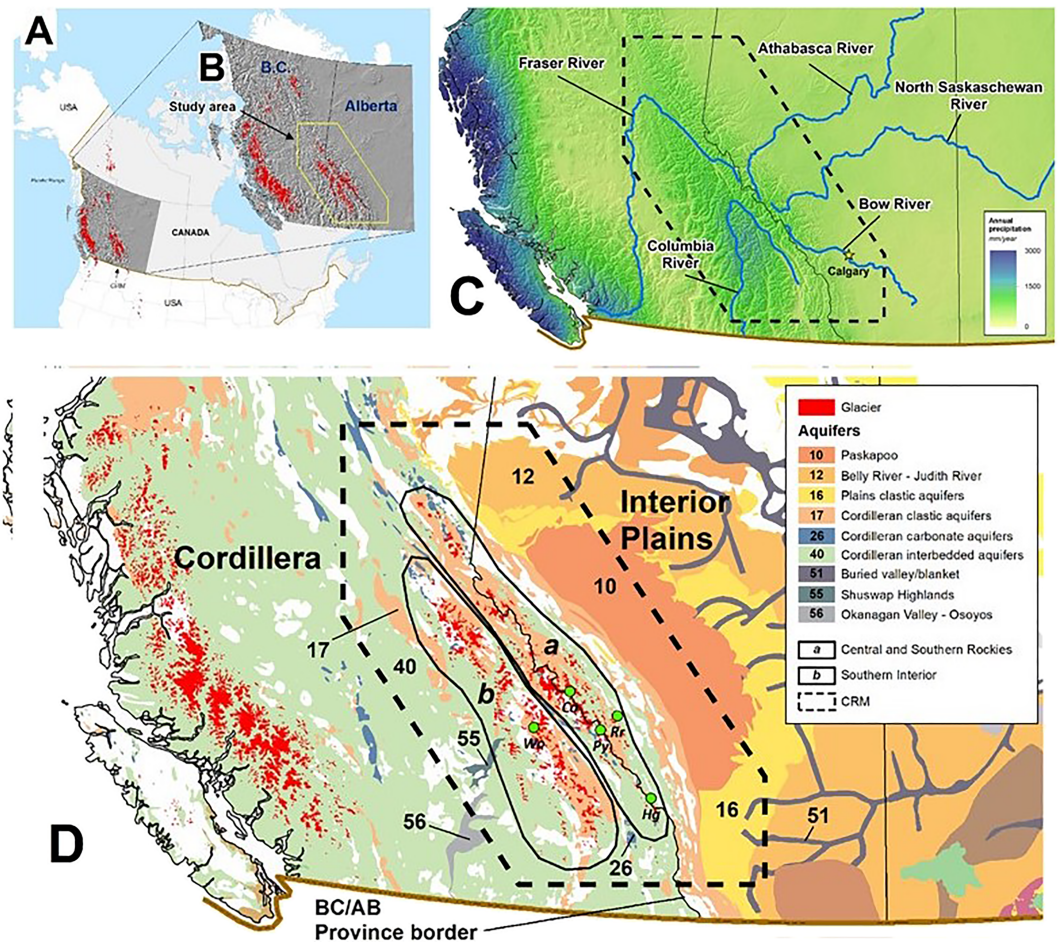 A
B
B.C.
USA
Study area
Alberta
CANADA
USA
C
Fraser River
Athabasca River
North Saskaschewan
River
Bow River
Columbia
River
Calgary
Annual
precipitation
mm/year
3000
1500
0
D
Cordillera
Interior
Plains
12
10
17
40
a
b
55
56
26
16
51
Co
Rr
Py
Wo
Hg
BC/AB
Province border
Glacier
Aquifers
10 Paskapoo
12 Belly River - Judith River
16 Plains clastic aquifers
17 Cordilleran clastic aquifers
26 Cordilleran carbonate aquifers
40 Cordilleran interbedded aquifers
51 Buried valley/blanket
55 Shuswap Highlands
56 Okanagan Valley - Osoyos
a Central and Southern Rockies
b Southern Interior
CRM